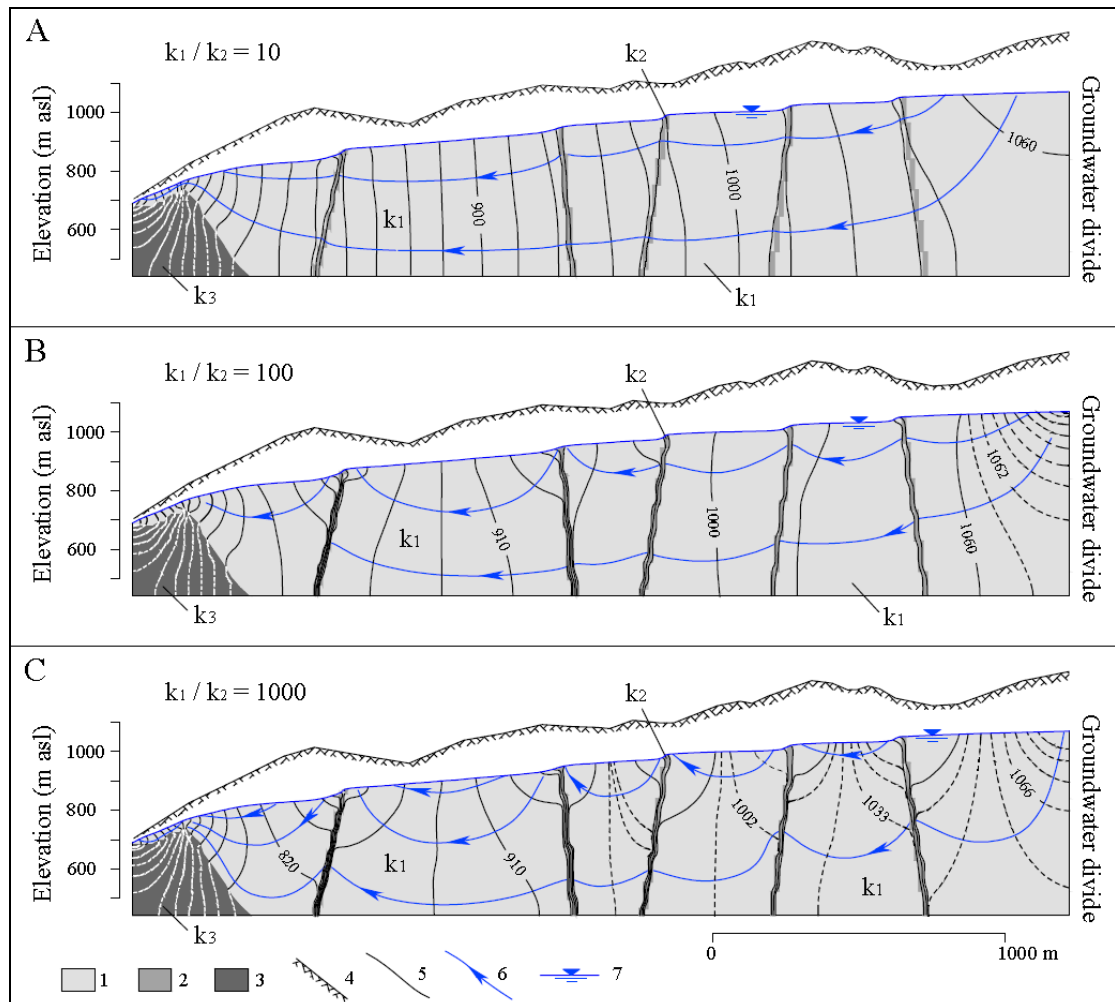 A
k1 / k2 = 10
k2
Elevation (m asl)
1000
800
600
k1
900
1000
1060
k1
k3
Groundwater divide
B
k1 / k2 = 100
k2
Elevation (m asl)
1000
800
600
k1
910
1000
1060
1062
k1
k3
Groundwater divide
C
k1 / k2 = 1000
k2
Elevation (m asl)
1000
800
600
820
k1
910
1002
1033
1066
k1
k3
Groundwater divide
0
1000 m
1
2
3
4
5
6
7